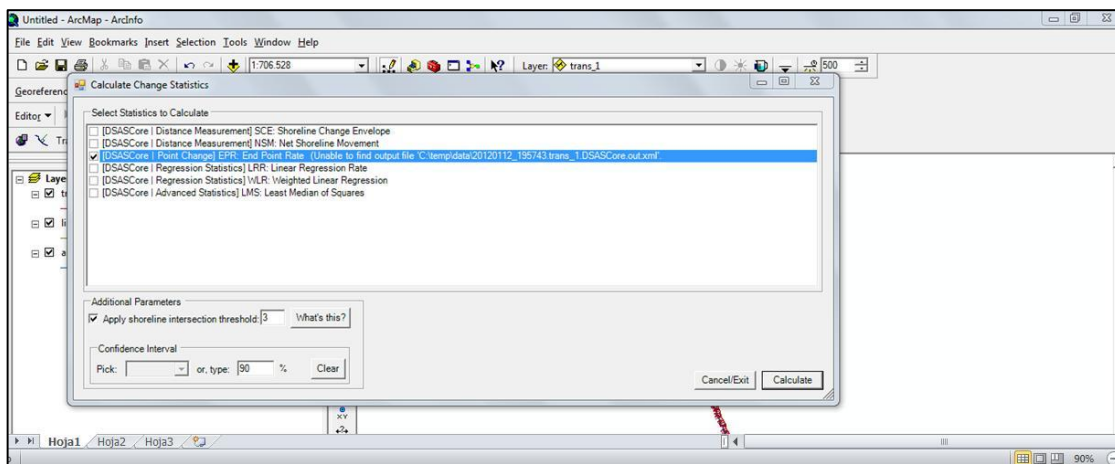 Untitled - ArcMap - ArcInfo
File Edit View Bookmarks Insert Selection Tools Window Help
1:706.528 Layer: trans_1 500
Calculate Change Statistics
Editor
Select Statistics to Calculate
[DSASCore | Distance Measurement] SCE: Shoreline Change Envelope
[DSASCore | Distance Measurement] NSM: Net Shoreline Movement
[DSASCore | Point Change] EPR: End Point Rate (Unable to find output file 'C:\temp\data\20120112_195743.trans_1.DSASCore.out.xml'.
[DSASCore | Regression Statistics] LRR: Linear Regression Rate
[DSASCore | Regression Statistics] WLR: Weighted Linear Regression
[DSASCore | Advanced Statistics] LMS: Least Median of Squares
Additional Parameters
Apply shoreline intersection threshold: 3 What's this?
Confidence Interval
Pick: or, type: 90 % Clear
Cancel/Exit Calculate
XY
Hoja1 Hoja2 Hoja3
90%